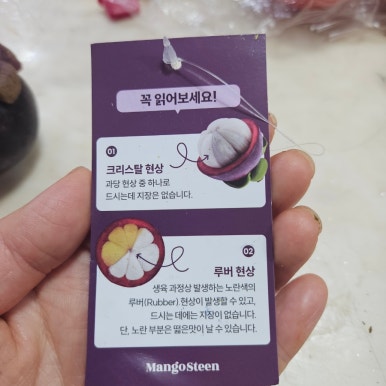 꼭 읽어보세요!
01
크리스탈 현상
과당 현상 중 하나로
드시는데 지장은 없습니다.
02
루버 현상
생육 과정상 발생하는 노란색의
루버(Rubber) 현상이 발생할 수 있고,
드시는 데에는 지장이 없습니다.
단, 노란 부분은 떫은맛이 날 수 있습니다.
MangoSteen